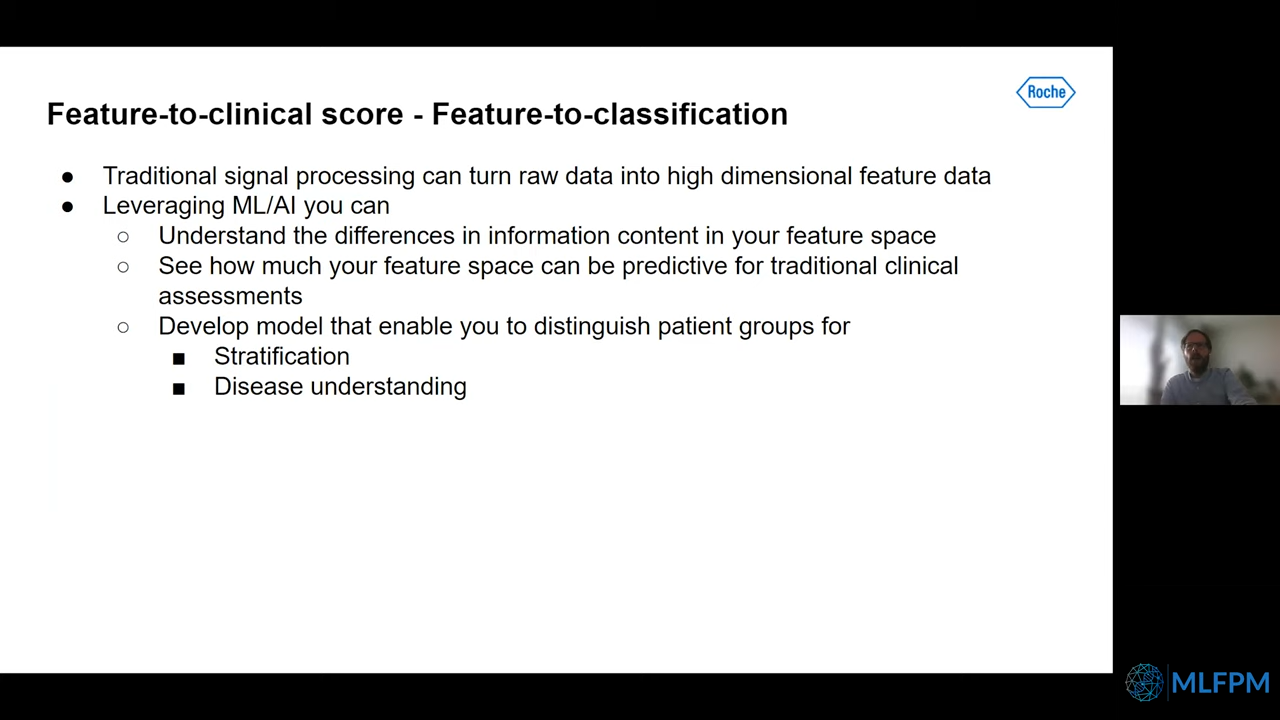 Roche
Feature-to-clinical score - Feature-to-classification
● Traditional signal processing can turn raw data into high dimensional feature data
● Leveraging ML/AI you can
○ Understand the differences in information content in your feature space
○ See how much your feature space can be predictive for traditional clinical
assessments
○ Develop model that enable you to distinguish patient groups for
■ Stratification
■ Disease understanding
MLFPM